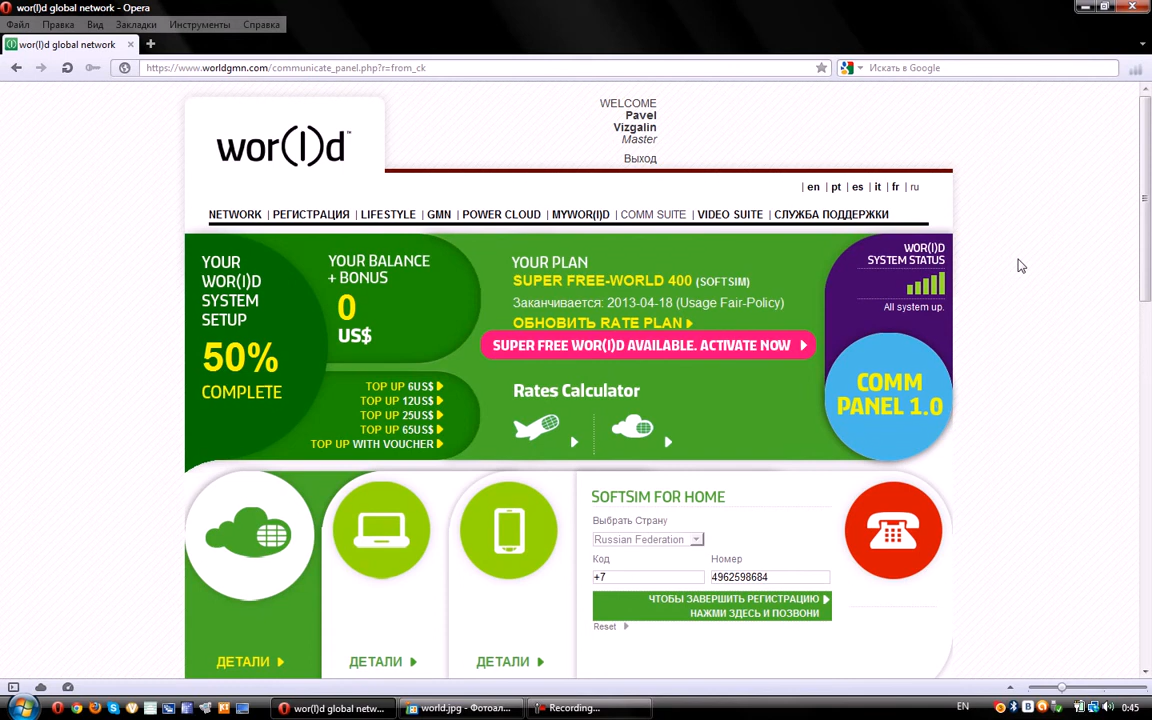 wor(l)d global network - Opera
Файл Правка Вид Закладки Инструменты Справка
wor(l)d global network
https://www.worldgmn.com/communicate_panel.php?r=from_ck
Искать в Google
wor(l)d™
WELCOME
Pavel
Vizgalin
Master
Выход
| en | pt | es | it | fr | ru
NETWORK | РЕГИСТРАЦИЯ | LIFESTYLE | GMN | POWER CLOUD | MYWOR(l)D | COMM SUITE | VIDEO SUITE | СЛУЖБА ПОДДЕРЖКИ
YOUR
WOR(l)D
SYSTEM
SETUP
50%
COMPLETE
YOUR BALANCE
+ BONUS
0
US$
TOP UP 6US$
TOP UP 12US$
TOP UP 25US$
TOP UP 65US$
TOP UP WITH VOUCHER
YOUR PLAN
SUPER FREE-WORLD 400 (SOFTSIM)
Заканчивается: 2013-04-18 (Usage Fair-Policy)
ОБНОВИТЬ RATE PLAN
SUPER FREE WOR(l)D AVAILABLE. ACTIVATE NOW
Rates Calculator
WOR(l)D
SYSTEM STATUS
All system up.
COMM
PANEL 1.0
ДЕТАЛИ
ДЕТАЛИ
ДЕТАЛИ
SOFTSIM FOR HOME
Выбрать Страну
Russian Federation
Код Номер
+7 4962598684
ЧТОБЫ ЗАВЕРШИТЬ РЕГИСТРАЦИЮ
НАЖМИ ЗДЕСЬ И ПОЗВОНИ
Reset
wor(l)d global netw...
world.jpg - Фотоал...
Recording...
EN
0:45